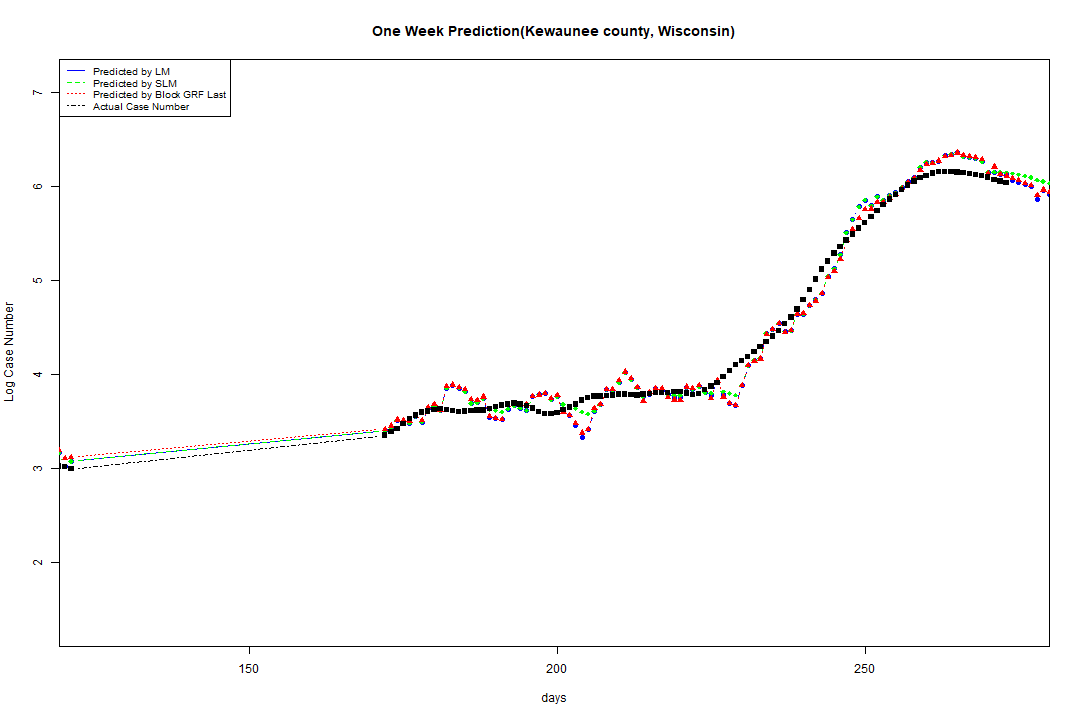 One Week Prediction(Kewaunee county, Wisconsin)
Predicted by LM
Predicted by SLM
Predicted by Block GRF Last
Actual Case Number
7
6
5
4
3
2
Log Case Number
150 200 250
days